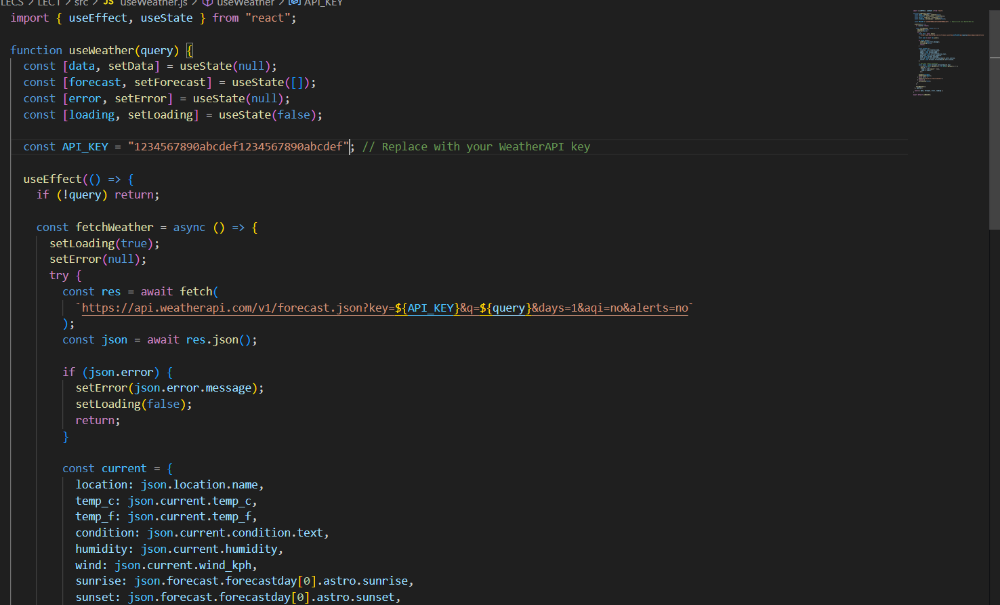 LECS > LECT > src > JS useWeather.js > useWeather > API_KEY
import { useEffect, useState } from "react";
function useWeather(query) {
const [data, setData] = useState(null);
const [forecast, setForecast] = useState([]);
const [error, setError] = useState(null);
const [loading, setLoading] = useState(false);
const API_KEY = "1234567890abcdef1234567890abcdef"; // Replace with your WeatherAPI key
useEffect(() => {
if (!query) return;
const fetchWeather = async () => {
setLoading(true);
setError(null);
try {
const res = await fetch(
`https://api.weatherapi.com/v1/forecast.json?key=${API_KEY}&q=${query}&days=1&aqi=no&alerts=no`
);
const json = await res.json();
if (json.error) {
setError(json.error.message);
setLoading(false);
return;
}
const current = {
location: json.location.name,
temp_c: json.current.temp_c,
temp_f: json.current.temp_f,
condition: json.current.condition.text,
humidity: json.current.humidity,
wind: json.current.wind_kph,
sunrise: json.forecast.forecastday[0].astro.sunrise,
sunset: json.forecast.forecastday[0].astro.sunset,